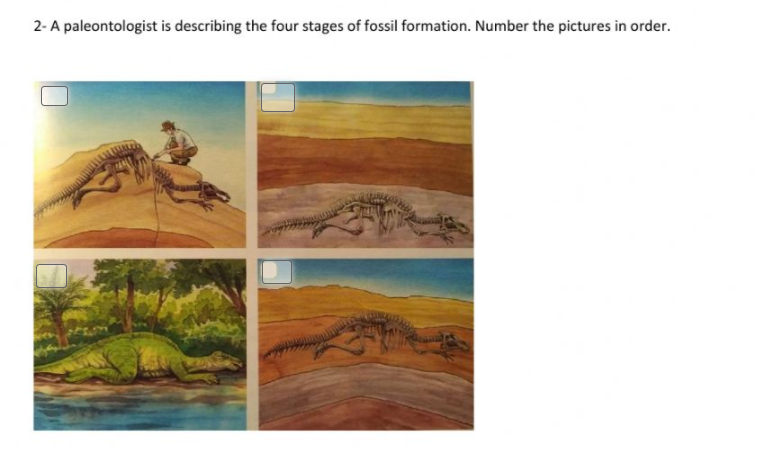 2- A paleontologist is describing the four stages of fossil formation. Number the pictures in order.